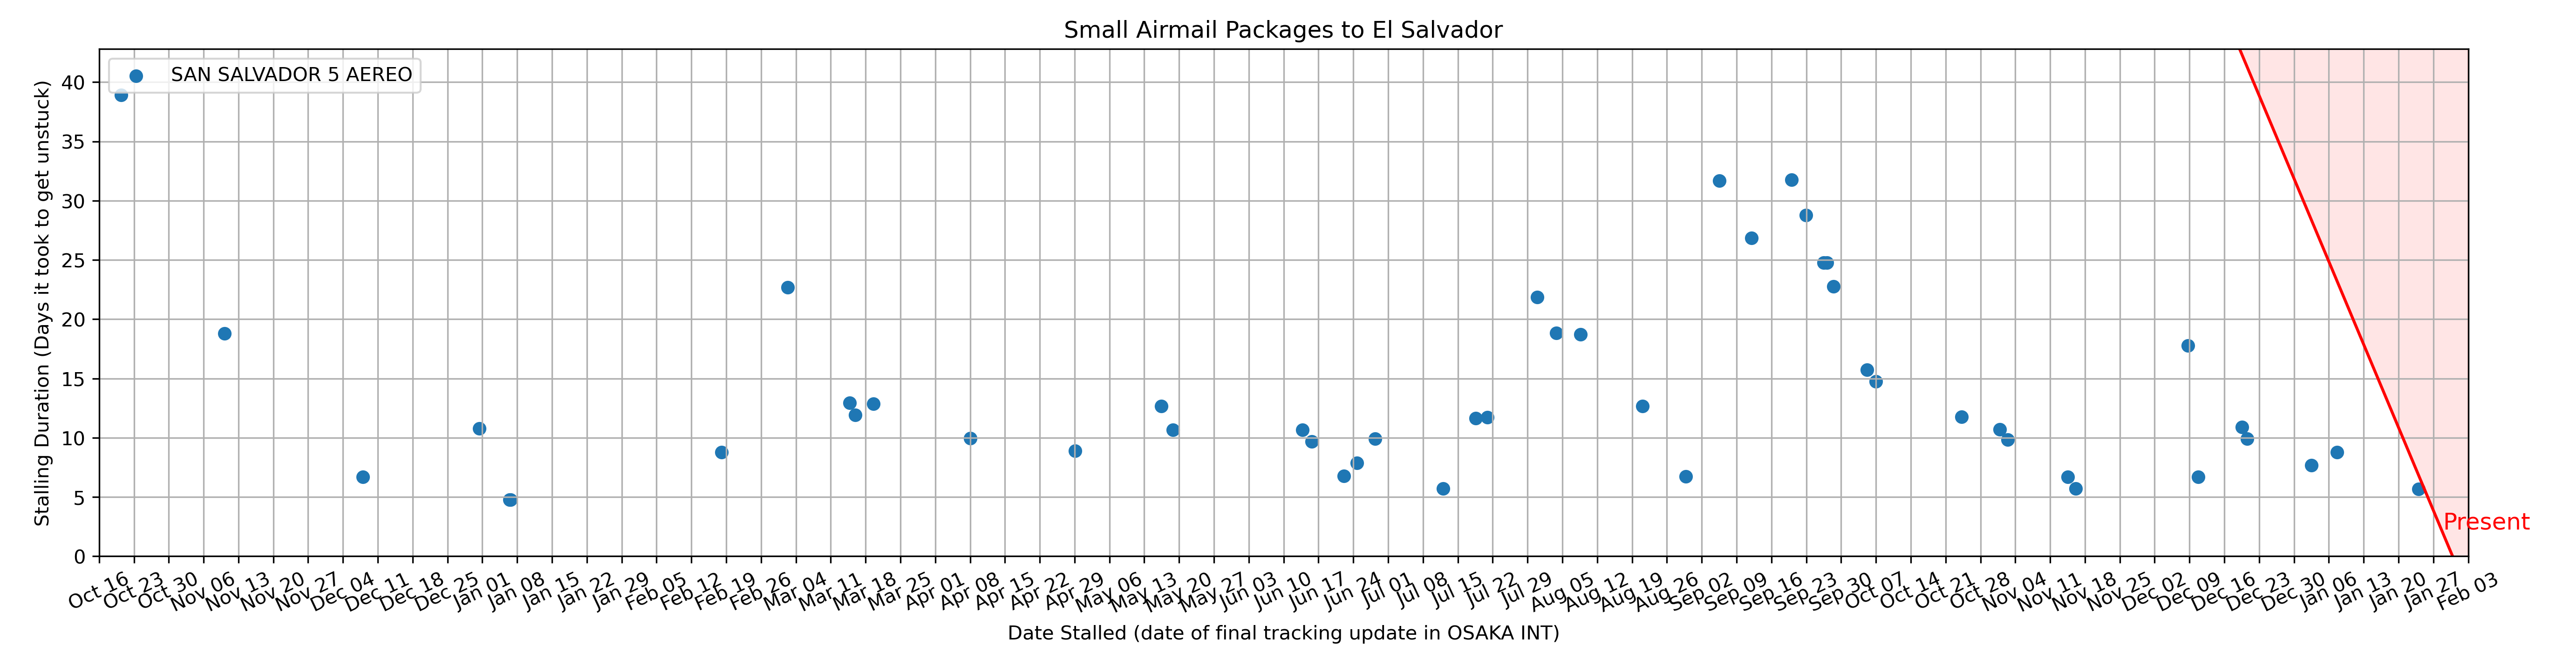 Small Airmail Packages to El Salvador
SAN SALVADOR 5 AEREO
Stalling Duration (Days it took to get unstuck)
40
35
30
25
20
15
10
5
0
Present
Oct 16
Oct 23
Oct 30
Nov 06
Nov 13
Nov 20
Nov 27
Dec 04
Dec 11
Dec 18
Dec 25
Jan 01
Jan 08
Jan 15
Jan 22
Jan 29
Feb 05
Feb 12
Feb 19
Feb 26
Mar 04
Mar 11
Mar 18
Mar 25
Apr 01
Apr 08
Apr 15
Apr 22
Apr 29
May 06
May 13
May 20
May 27
Jun 03
Jun 10
Jun 17
Jun 24
Jul 01
Jul 08
Jul 15
Jul 22
Jul 29
Aug 05
Aug 12
Aug 19
Aug 26
Sep 02
Sep 09
Sep 16
Sep 23
Sep 30
Oct 07
Oct 14
Oct 21
Oct 28
Nov 04
Nov 11
Nov 18
Nov 25
Dec 02
Dec 09
Dec 16
Dec 23
Dec 30
Jan 06
Jan 13
Jan 20
Jan 27
Feb 03
Date Stalled (date of final tracking update in OSAKA INT)